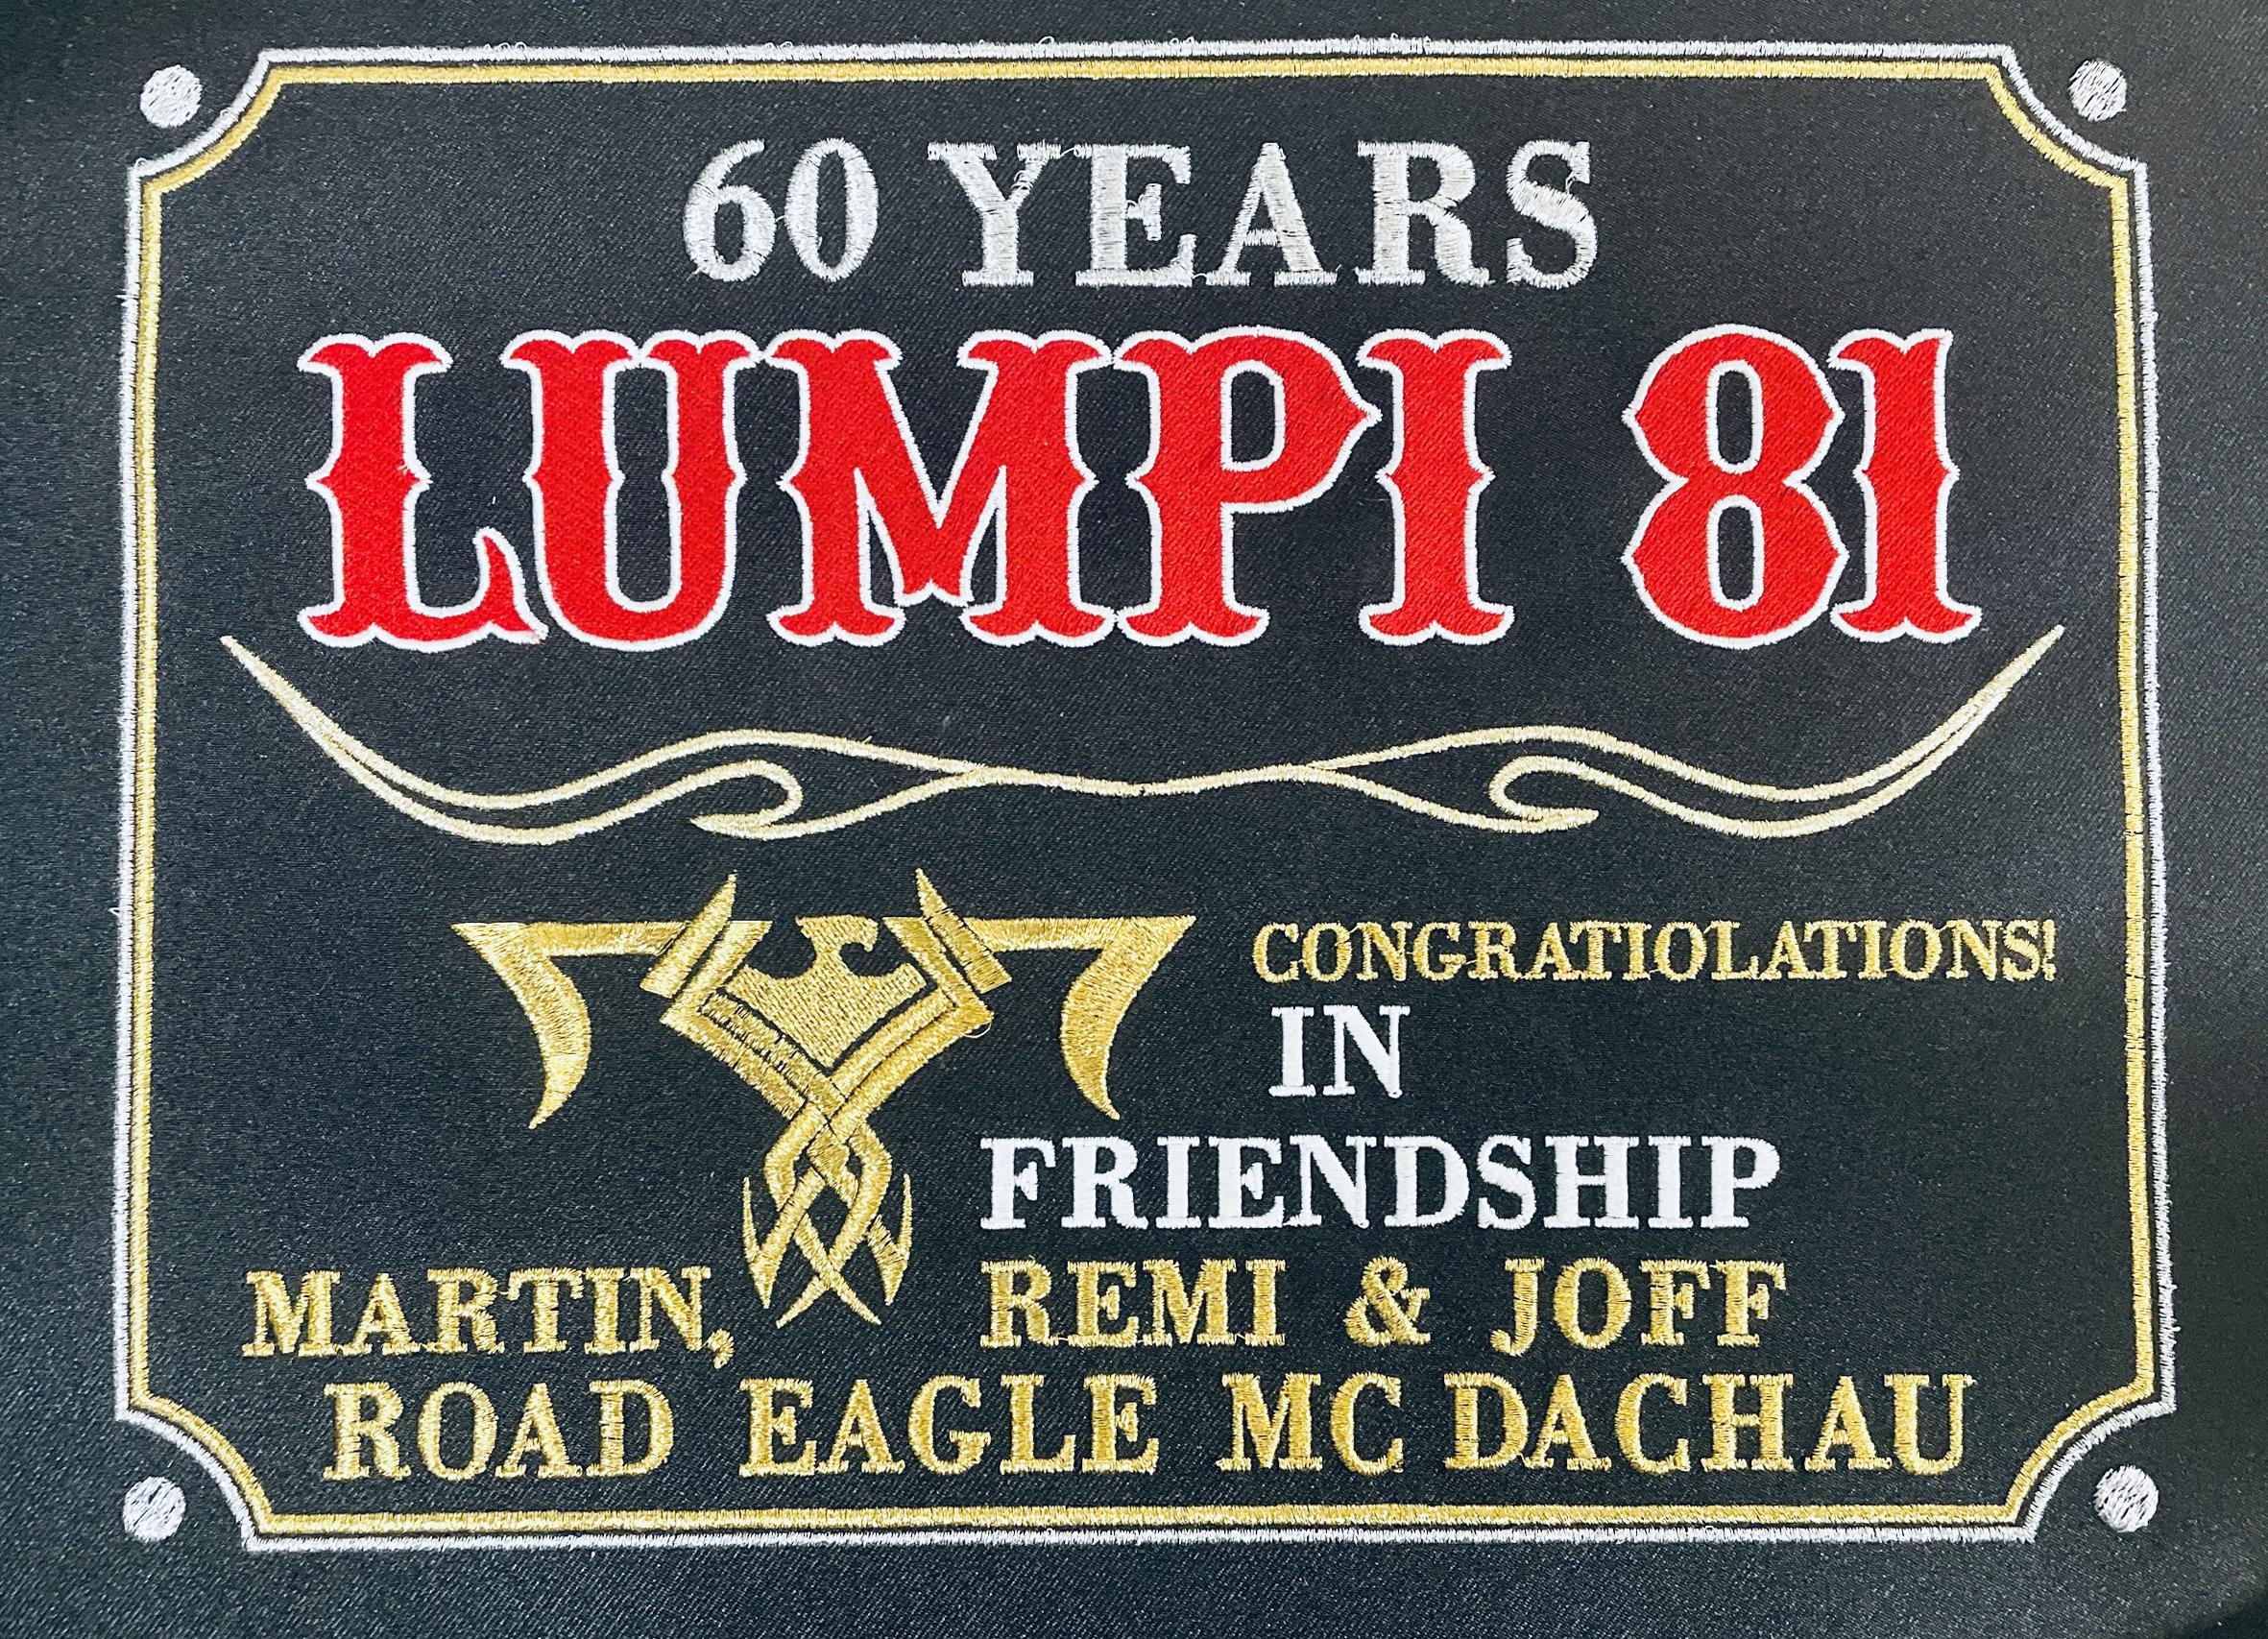 60 YEARS
LUMPI 81
CONGRATIOLATIONS!
IN
FRIENDSHIP
MARTIN, REMI & JOFF
ROAD EAGLE MC DACHAU